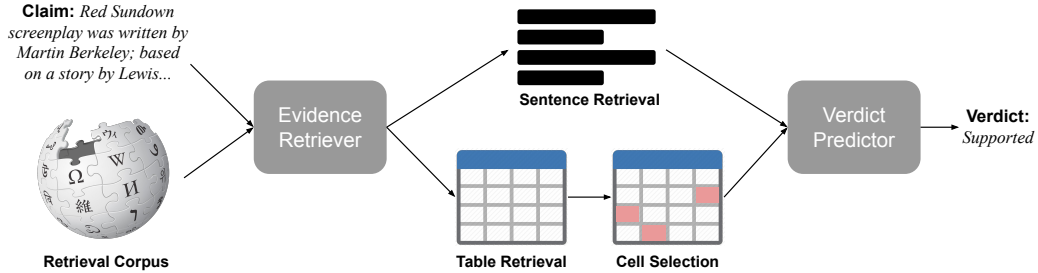 Claim: Red Sundown
screenplay was written by
Martin Berkeley; based
on a story by Lewis...
Retrieval Corpus
Evidence
Retriever
Sentence Retrieval
Table Retrieval
Cell Selection
Verdict
Predictor
Verdict:
Supported
Ω
W
И
維